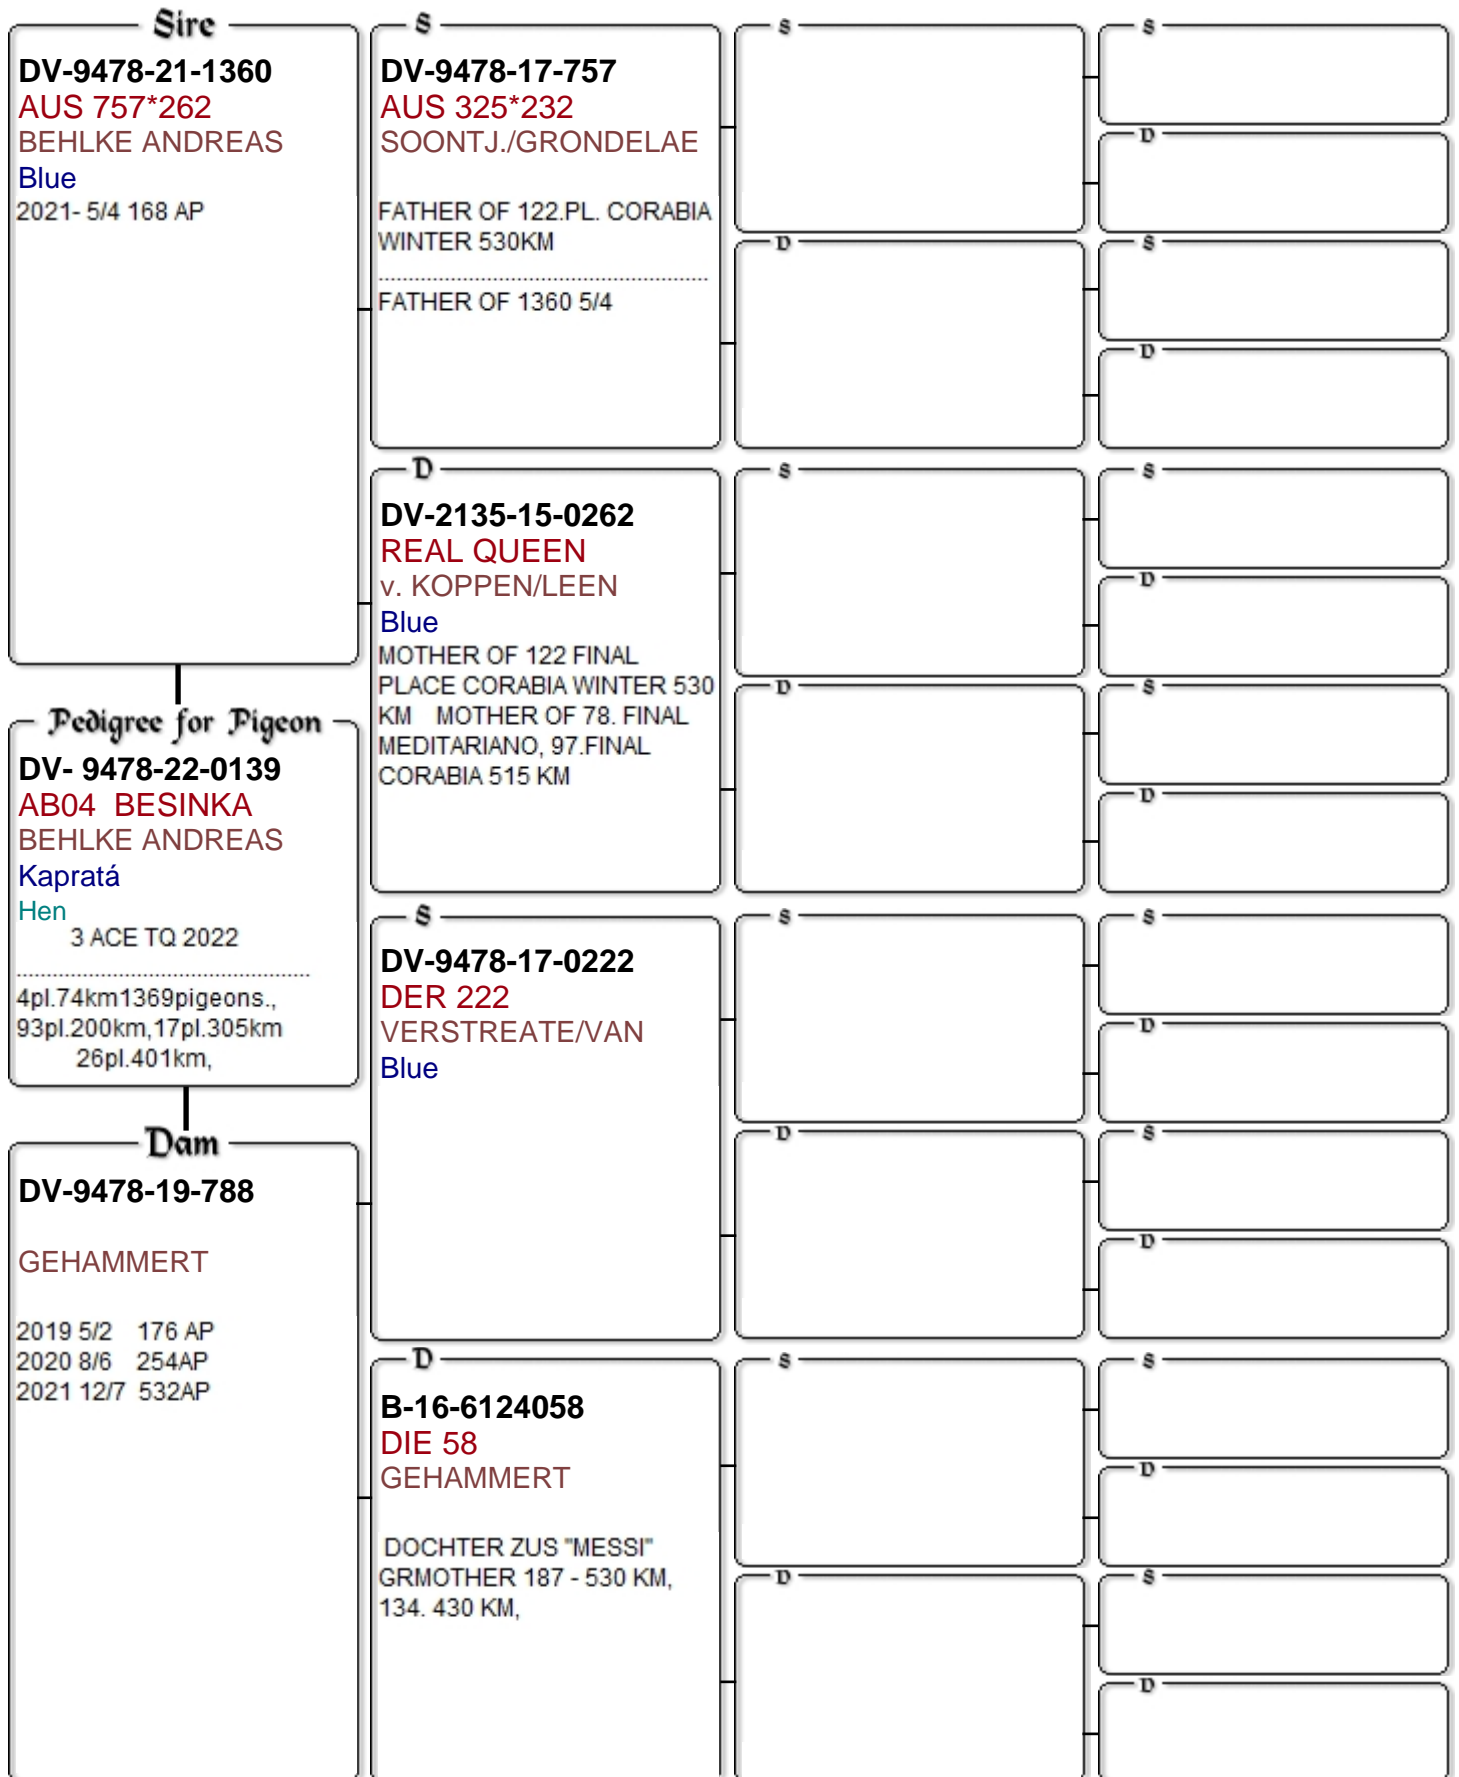 Sire
DV-9478-21-1360
AUS 757*262
BEHLKE ANDREAS
Blue
2021- 5/4 168 AP
Pedigree for Pigeon
DV- 9478-22-0139
AB04 BESINKA
BEHLKE ANDREAS
Kapratá
Hen
3 ACE TQ 2022
................................................
4pl.74km1369pigeons.,
93pl.200km,17pl.305km
26pl.401km,
Dam
DV-9478-19-788
GEHAMMERT
2019 5/2 176 AP
2020 8/6 254AP
2021 12/7 532AP
S
DV-9478-17-757
AUS 325*232
SOONTJ./GRONDELAE
FATHER OF 122.PL. CORABIA
WINTER 530KM
......................................................
FATHER OF 1360 5/4
D
DV-2135-15-0262
REAL QUEEN
v. KOPPEN/LEEN
Blue
MOTHER OF 122 FINAL
PLACE CORABIA WINTER 530
KM MOTHER OF 78. FINAL
MEDITARIANO, 97.FINAL
CORABIA 515 KM
S
DV-9478-17-0222
DER 222
VERSTREATE/VAN
Blue
D
B-16-6124058
DIE 58
GEHAMMERT
DOCHTER ZUS "MESSI"
GRMOTHER 187 - 530 KM,
134. 430 KM,
S
D
S
D
S
D
S
D
S
D
S
D
S
D
S
D
S
D
S
D
S
D
S
D